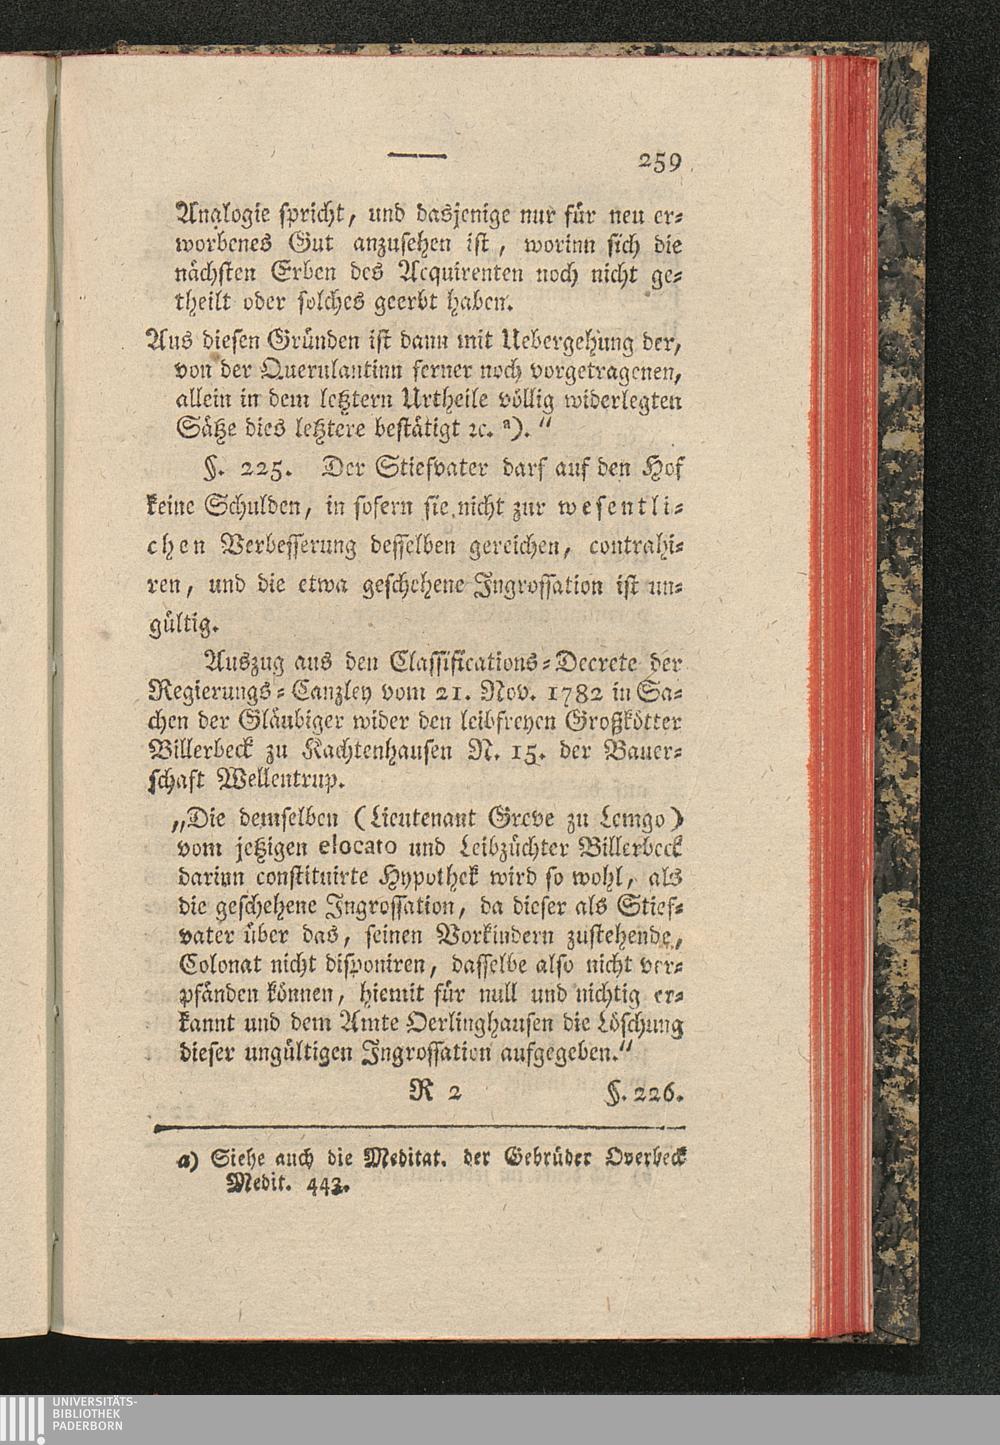 259
Analogie spricht, und dasjenige nur für neu er-
worbenes Gut anzusehen ist, worinn sich die
nächsten Erben des Acquirenten noch nicht ge-
theilt oder solches geerbt haben.
Aus diesen Gründen ist dann mit Uebergehung der,
von der Querulantinn ferner noch vorgetragenen,
allein in dem letztern Urtheile völlig widerlegten
Sätze dies letztere bestätigt ꝛc. a). “
§. 225. Der Stiefvater darf auf den Hof
keine Schulden, in sofern sie nicht zur wesentli-
chen Verbesserung desselben gereichen, contrahi-
ren, und die etwa geschehene Ingrossation ist un-
gültig.
Auszug aus den Classifications-Decrete der
Regierungs-Canzley vom 21. Nov. 1782 in Sa-
chen der Gläubiger wider den leibfreyen Großkötter
Billerbeck zu Kachtenhausen N. 15. der Bauer-
schaft Wellentrup.
„Die demselben (Lieutenant Greve zu Lemgo)
vom jetzigen elocato und Leibzüchter Billerbeck
darinn constituirte Hypothek wird so wohl, als
die geschehene Ingrossation, da dieser als Stief-
vater über das, seinen Vorkindern zustehende,
Colonat nicht disponiren, dasselbe also nicht ver-
pfänden können, hiemit für null und nichtig er-
kannt und dem Amte Oerlinghausen die Löschung
dieser ungültigen Ingrossation aufgegeben.“
R 2 §. 226.
a) Siehe auch die Meditat. der Gebrüder Overbeck
Medit. 443.
UNIVERSITÄTS-
BIBLIOTHEK
PADERBORN